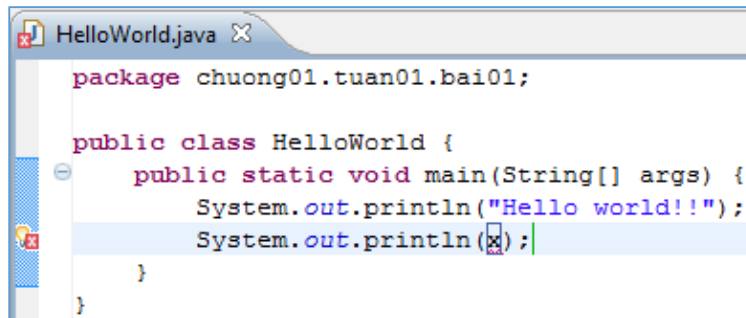 HelloWorld.java
package chuong01.tuan01.bai01;
public class HelloWorld {
public static void main(String[] args) {
System.out.println("Hello world!!");
System.out.println(x);
}
}